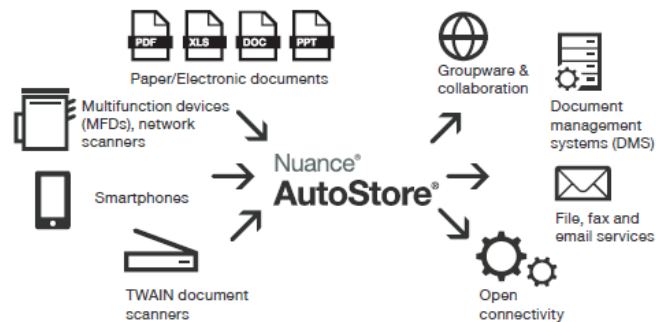 PDF XLS DOC PPT
Paper/Electronic documents
Groupware &
collaboration
Multifunction devices
(MFDs), network
scanners
Document
management
systems (DMS)
Nuance®
AutoStore®
Smartphones
File, fax and
email services
TWAIN document
scanners
Open
connectivity